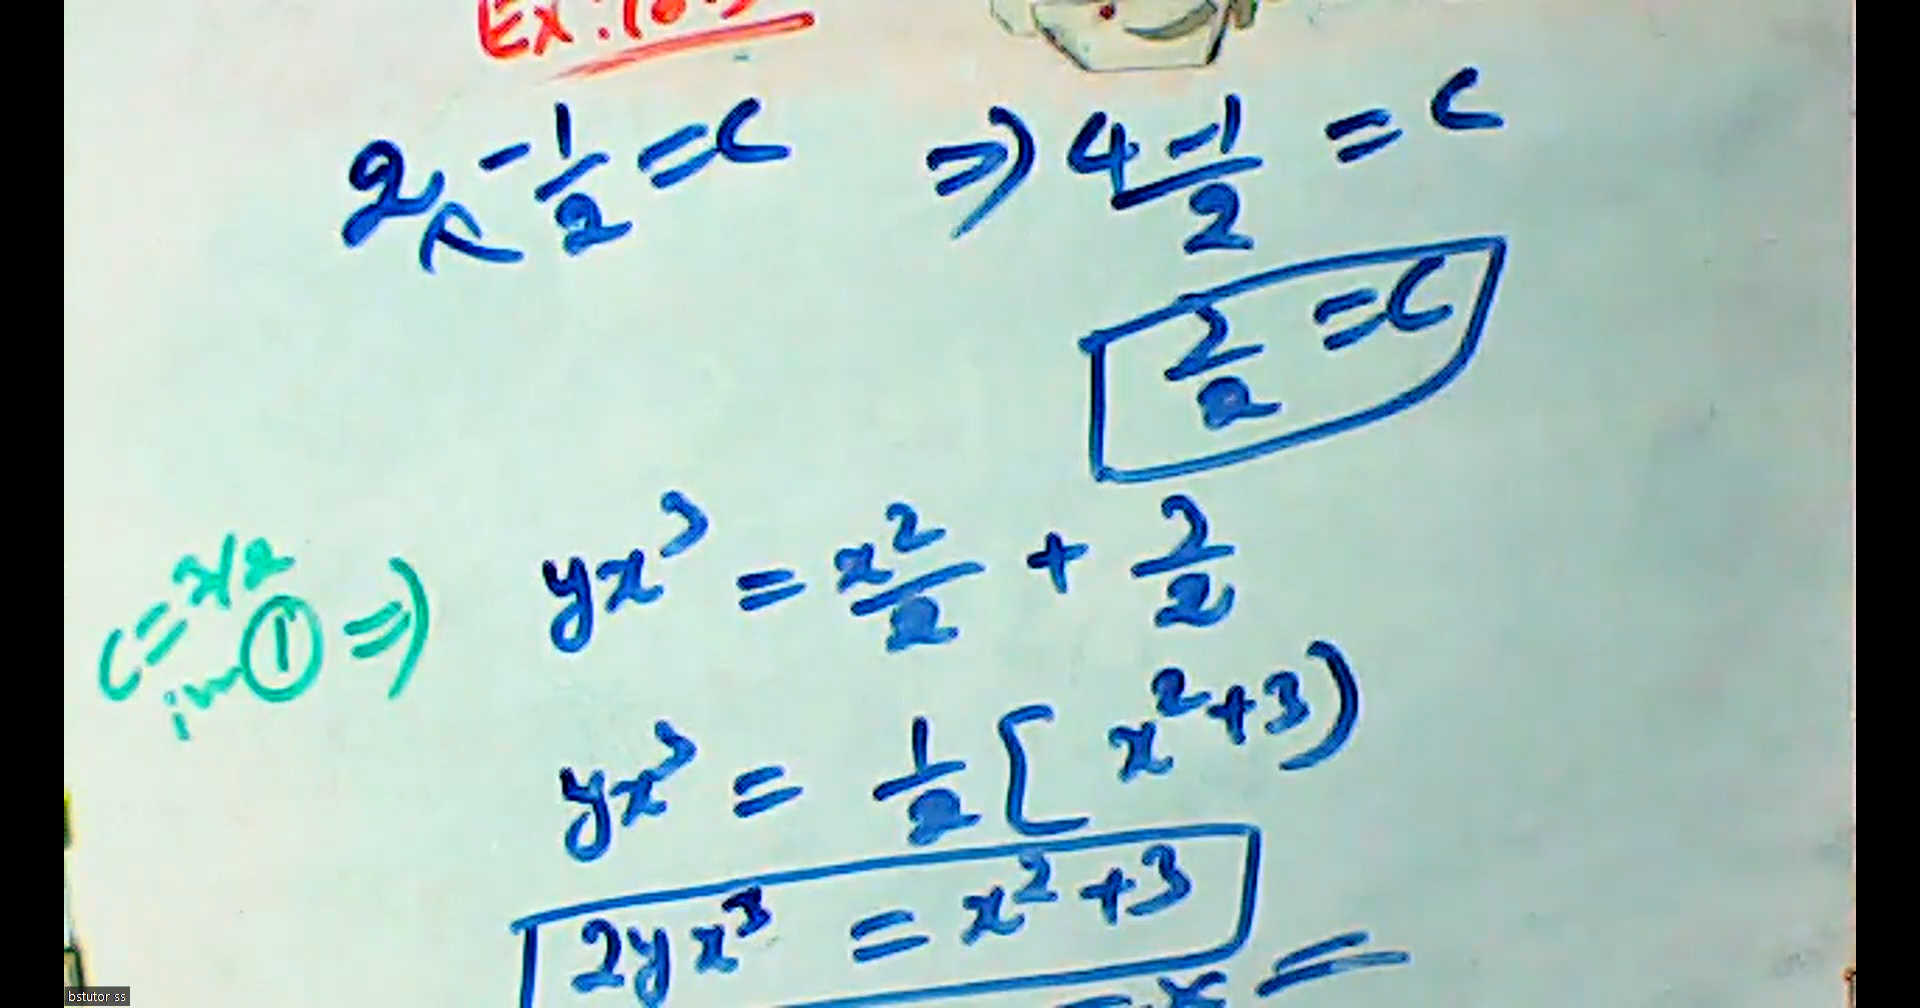 Ex:10.
2 - 1/2 = c ⇒ 4-1/2 = c
3/2 = c
c = 3/2 in ① ⇒ yx³ = x²/2 + 3/2
yx³ = 1/2 [x²+3)
2yx³ = x²+3
bstutor ss